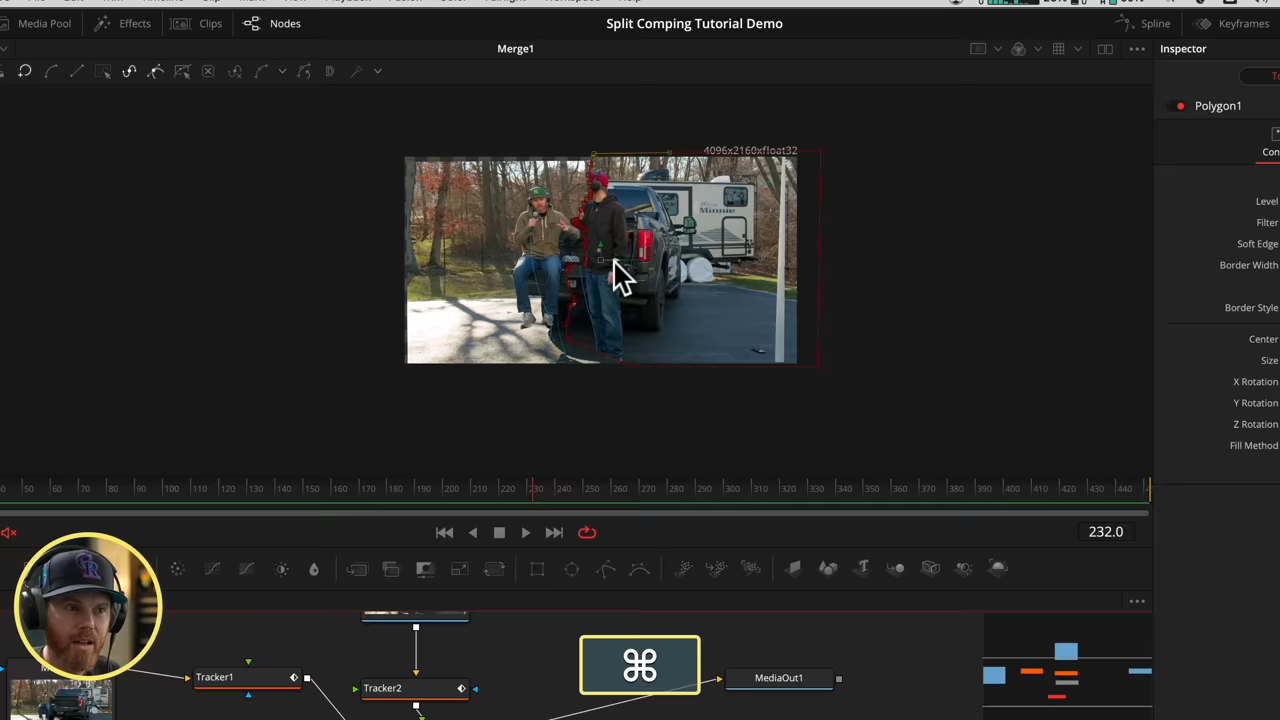 Media Pool Effects Clips Nodes Split Comping Tutorial Demo Spline Keyframes
Merge1 Inspector
Polygon1
4096x2160xfloat32
Minnie
Level
Filter
Soft Edge
Border Width
Border Style
Center
Size
X Rotation
Y Rotation
Z Rotation
Fill Method
50 60 70 80 90 100 110 120 130 140 150 160 170 180 190 200 210 220 230 240 250 260 270 280 290 300 310 320 330 340 350 360 370 380 390 400 410 420 430 440
232.0
CR
⌘
Tracker1
Tracker2
MediaOut1